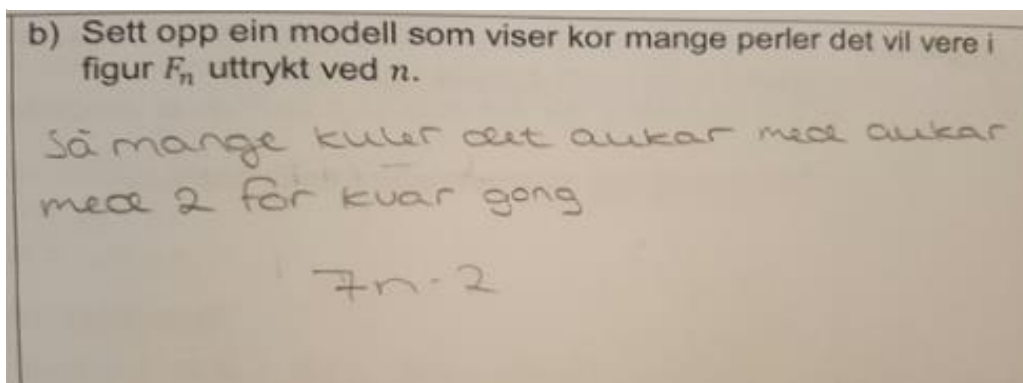 b) Sett opp ein modell som viser kor mange perler det vil vere i
figur Fₙ uttrykt ved n.
Så mange kuler det aukar med aukar
med 2 for kvar gong
7n · 2